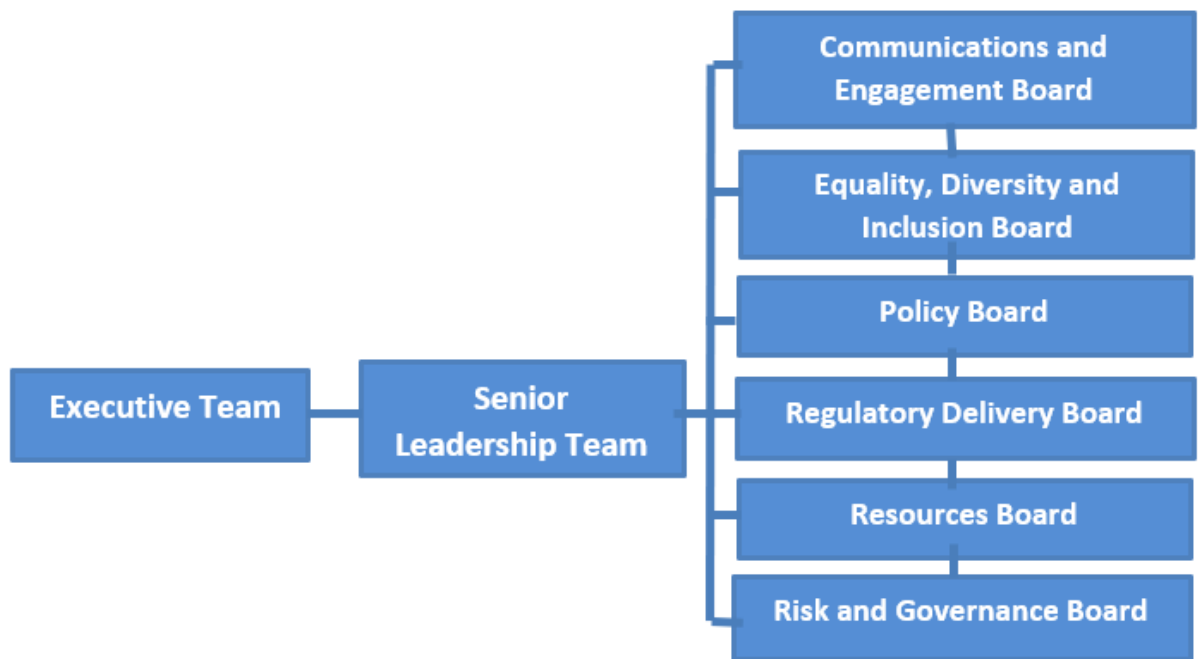 Executive Team
Senior
Leadership Team
Communications and
Engagement Board
Equality, Diversity and
Inclusion Board
Policy Board
Regulatory Delivery Board
Resources Board
Risk and Governance Board